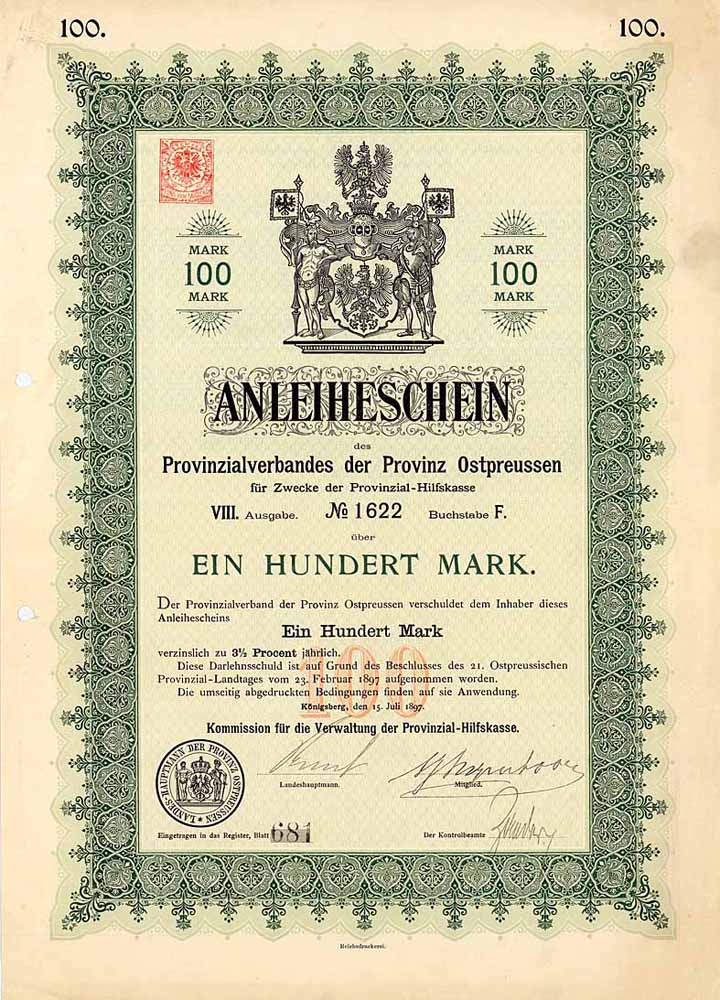 100. 100.
MARK MARK
100 100
MARK MARK
ANLEIHESCHEIN
des
Provinzialverbandes der Provinz Ostpreussen
für Zwecke der Provinzial-Hilfskasse
VIII. Ausgabe. № 1622 Buchstabe F.
über
EIN HUNDERT MARK.
Der Provinzialverband der Provinz Ostpreussen verschuldet dem Inhaber dieses
Anleihescheins
Ein Hundert Mark
verzinslich zu 3½ Procent jährlich.
Diese Darlehnsschuld ist auf Grund des Beschlusses des 21. Ostpreussischen
Provinzial-Landtages vom 23. Februar 1897 aufgenommen worden.
Die umseitig abgedruckten Bedingungen finden auf sie Anwendung.
100
Königsberg, den 15. Juli 1897.
Kommission für die Verwaltung der Provinzial-Hilfskasse.
Landeshauptmann. Mitglied.
LANDES-HAUPTMANN DER PROVINZ OSTPREUSSEN
Eingetragen in das Register, Blatt 681 Der Kontrolbeamte
Reichsdruckerei.